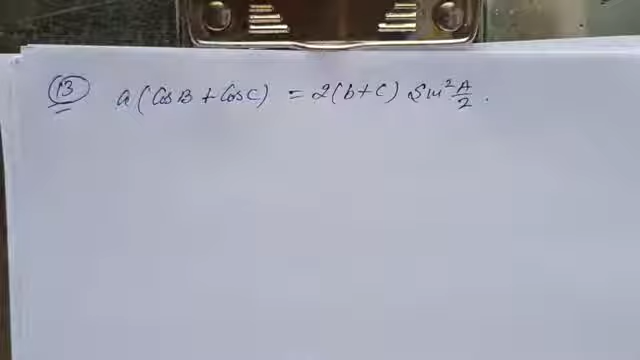 13 a (Cos B + Cos C) = 2(b+c) Sin² A/2 .